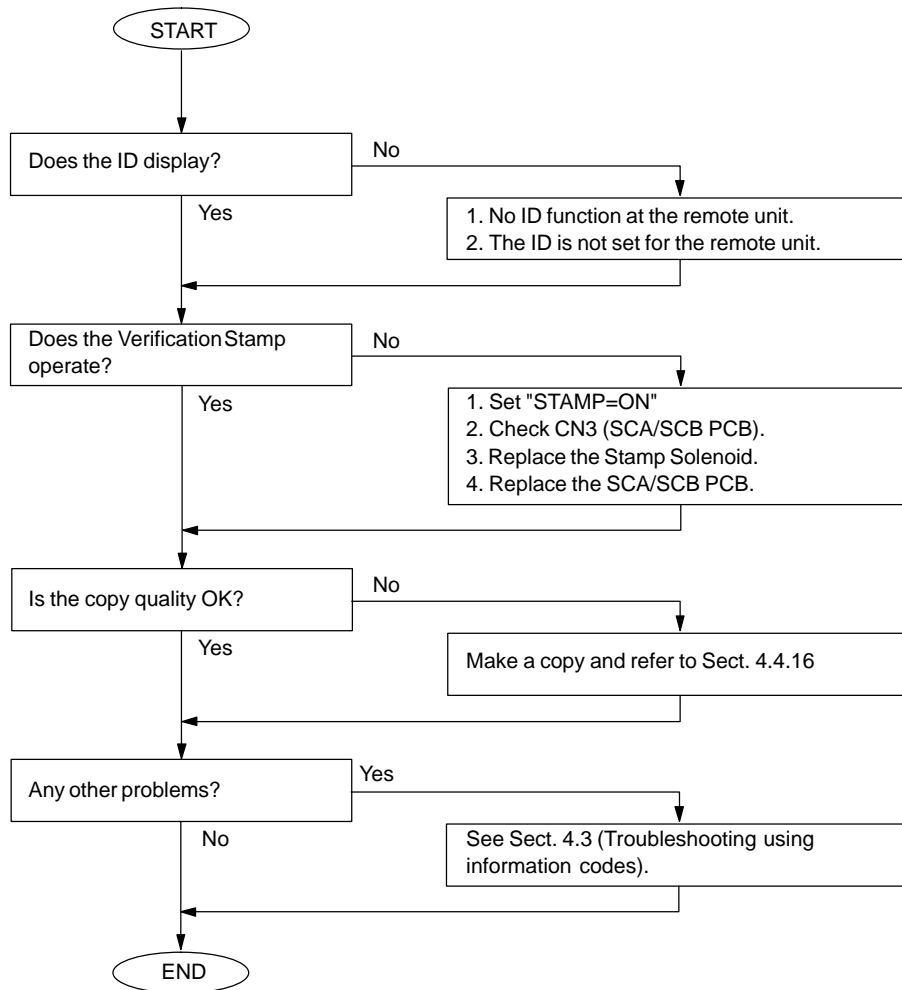 START
Does the ID display?
No
Yes
1. No ID function at the remote unit.
2. The ID is not set for the remote unit.
Does the Verification Stamp
operate?
No
Yes
1. Set "STAMP=ON"
2. Check CN3 (SCA/SCB PCB).
3. Replace the Stamp Solenoid.
4. Replace the SCA/SCB PCB.
Is the copy quality OK?
No
Yes
Make a copy and refer to Sect. 4.4.16
Any other problems?
Yes
No
See Sect. 4.3 (Troubleshooting using
information codes).
END